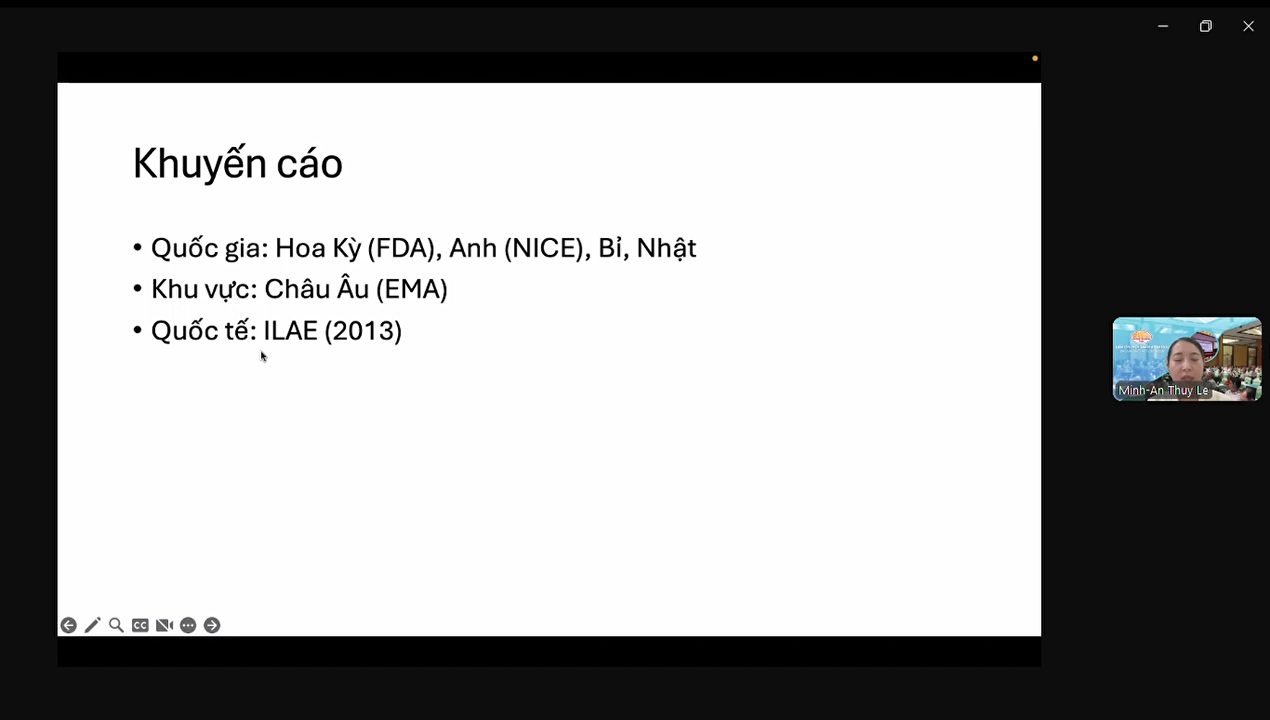 Khuyến cáo
• Quốc gia: Hoa Kỳ (FDA), Anh (NICE), Bỉ, Nhật
• Khu vực: Châu Âu (EMA)
• Quốc tế: ILAE (2013)
Minh-An Thuy Le
CC